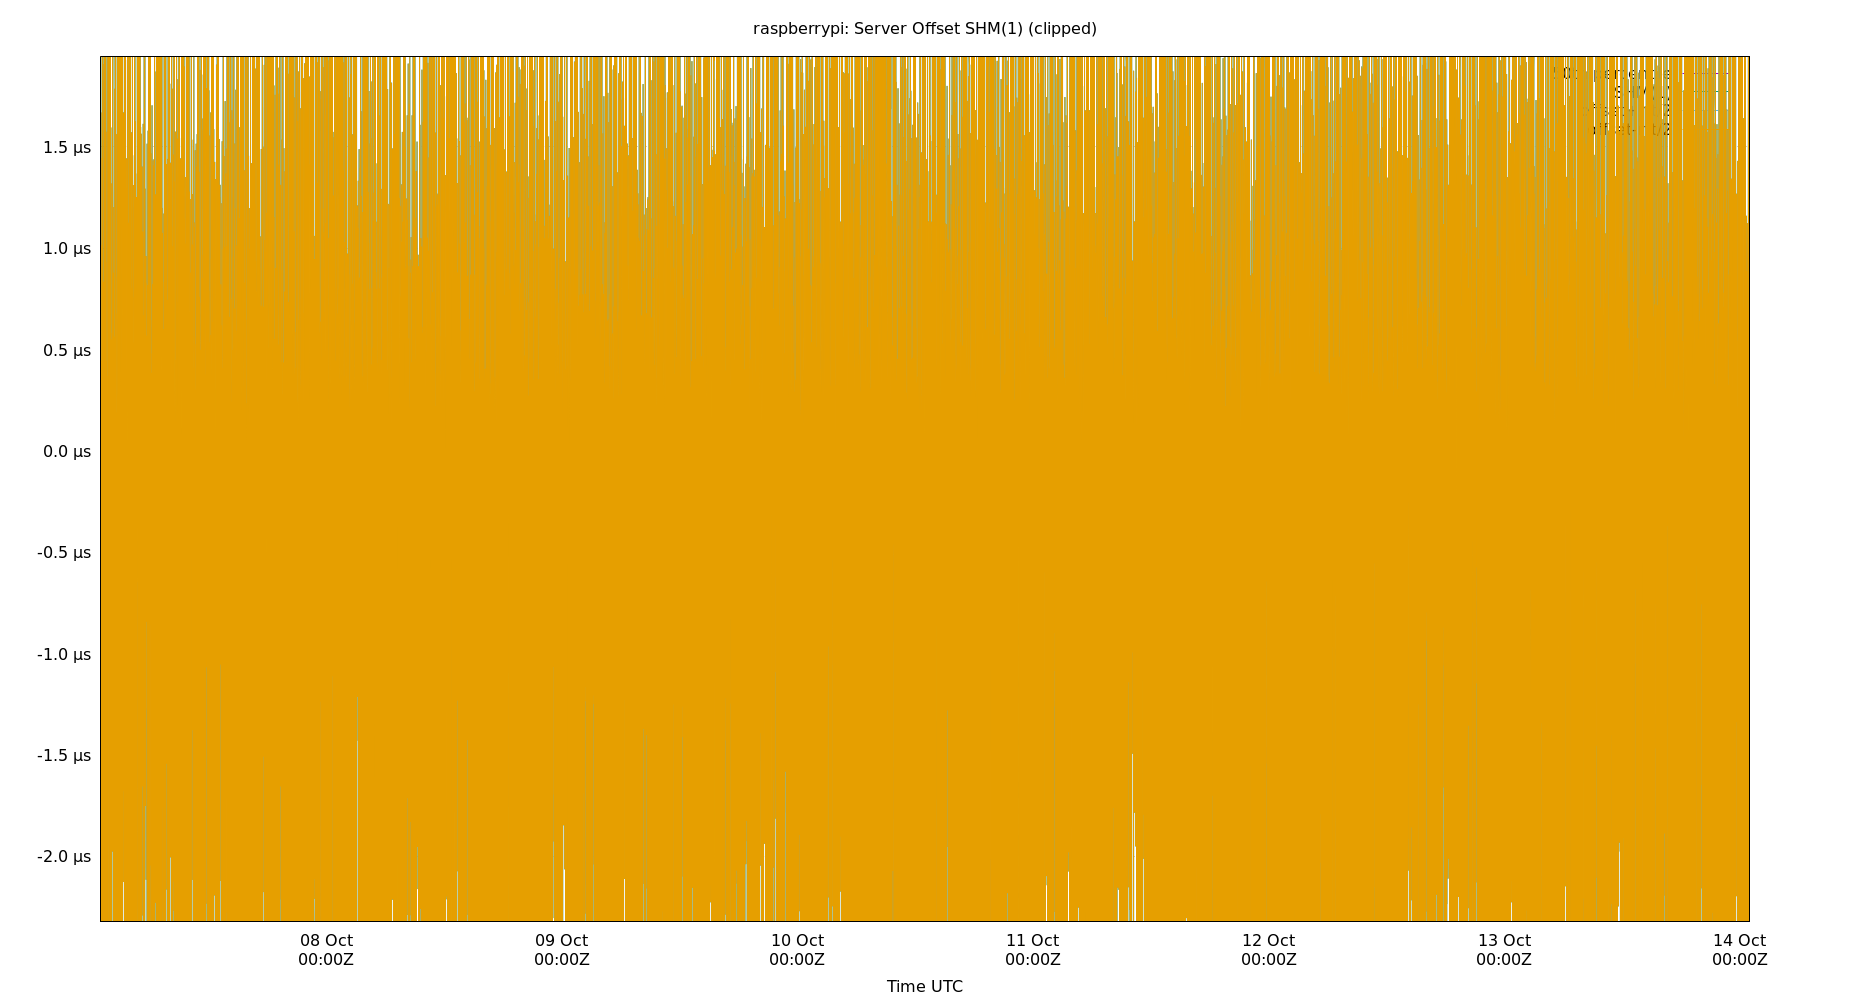 raspberrypi: Server Offset SHM(1) (clipped)
1.5 µs
1.0 µs
0.5 µs
0.0 µs
-0.5 µs
-1.0 µs
-1.5 µs
-2.0 µs
08 Oct 09 Oct 10 Oct 11 Oct 12 Oct 13 Oct 14 Oct
00:00Z 00:00Z 00:00Z 00:00Z 00:00Z 00:00Z 00:00Z
Time UTC